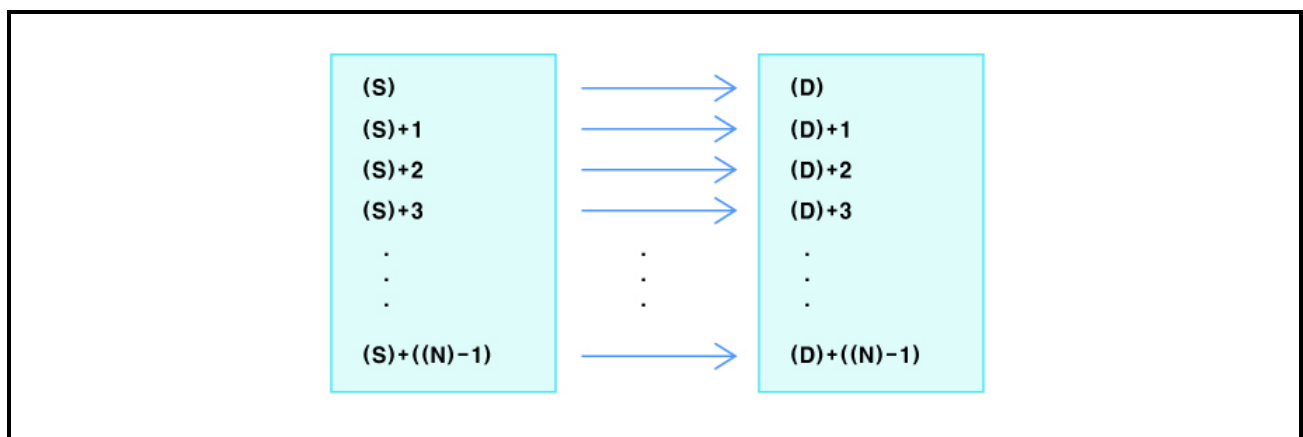 (S) (D)
(S)+1 (D)+1
(S)+2 (D)+2
(S)+3 (D)+3
. . .
. . .
. . .
(S)+((N)-1) (D)+((N)-1)